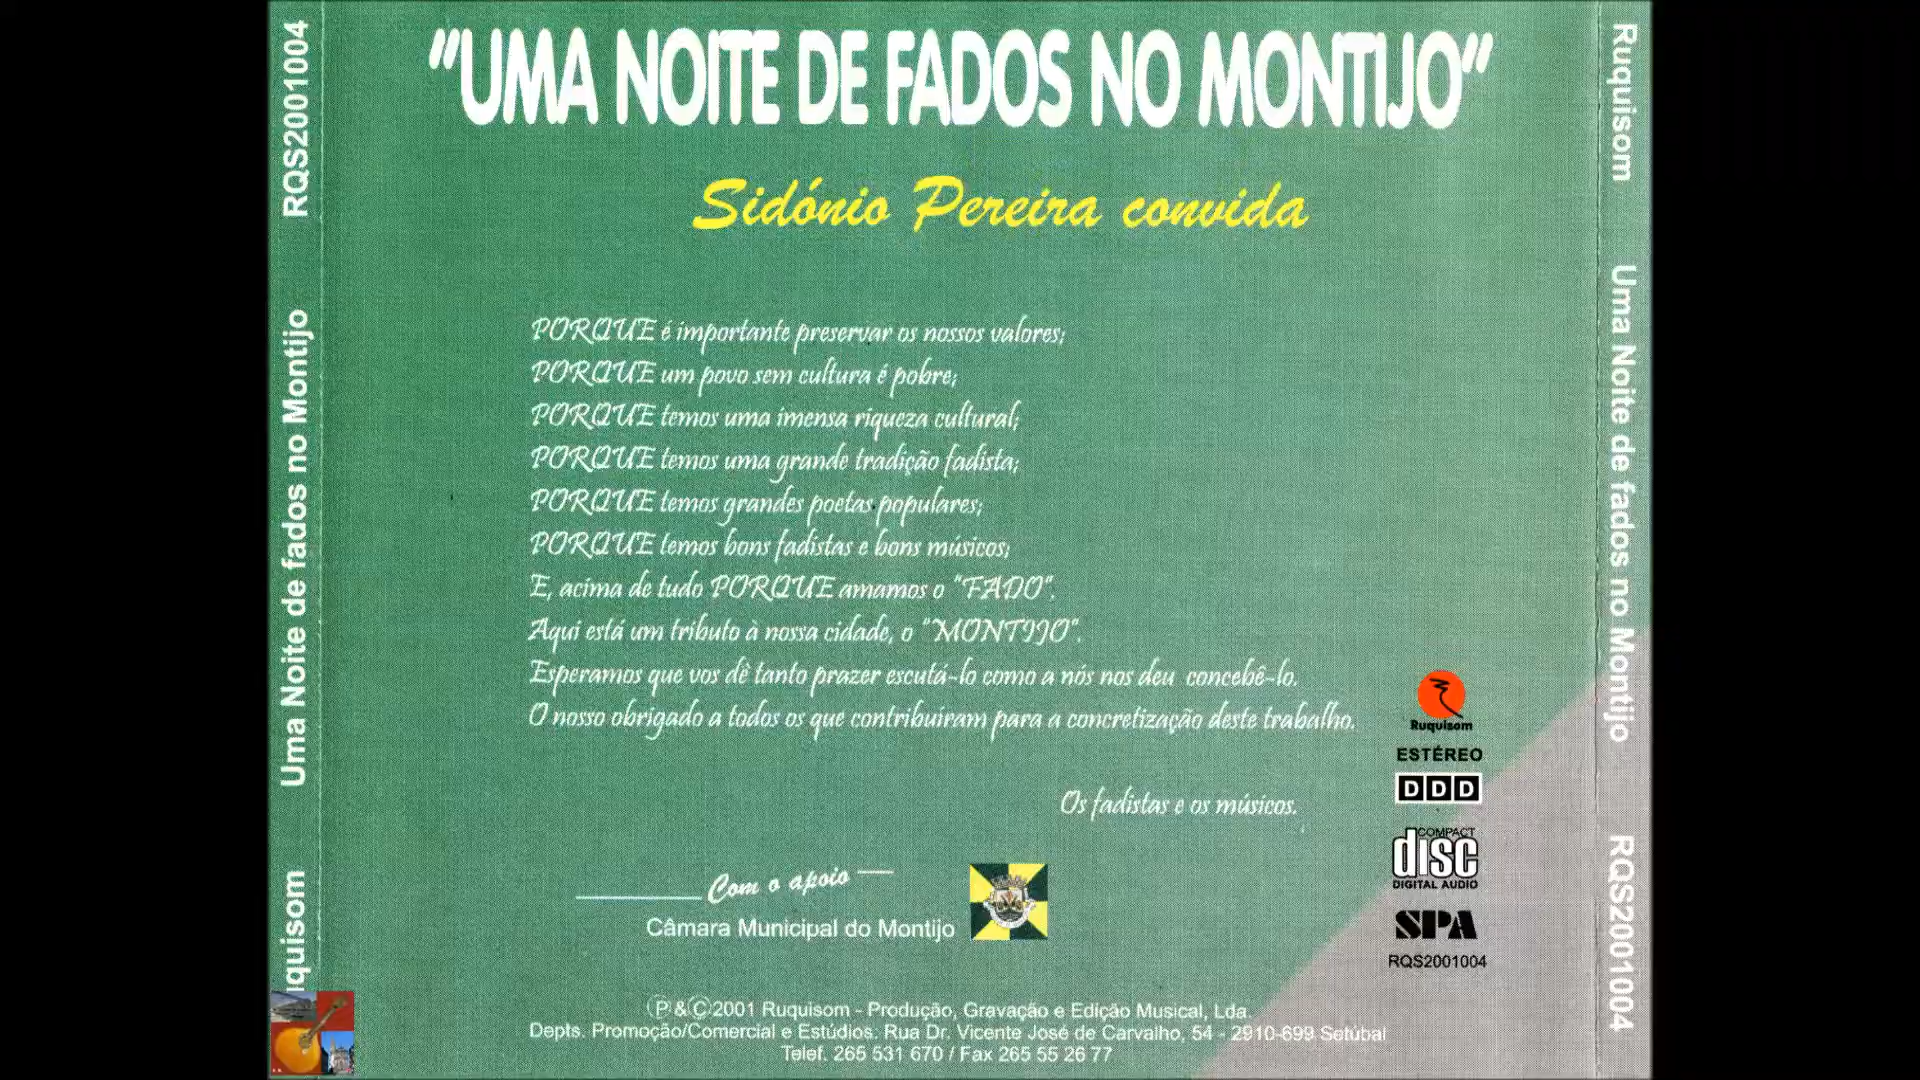 "UMA NOITE DE FADOS NO MONTIJO"
Sidónio Pereira convida
PORQUE é importante preservar os nossos valores;
PORQUE um povo sem cultura é pobre;
PORQUE temos uma imensa riqueza cultural;
PORQUE temos uma grande tradição fadista;
PORQUE temos grandes poetas populares;
PORQUE temos bons fadistas e bons músicos;
E, acima de tudo PORQUE amamos o "FADO".
Aqui está um tributo à nossa cidade, o "MONTIJO".
Esperamos que vos dê tanto prazer escutá-lo como a nós nos deu concebê-lo.
O nosso obrigado a todos os que contribuíram para a concretização deste trabalho.
Os fadistas e os músicos.
Com o apoio
Câmara Municipal do Montijo
Ⓟ & Ⓒ 2001 Ruquisom - Produção, Gravação e Edição Musical, Lda.
Depts. Promoção/Comercial e Estúdios: Rua Dr. Vicente José de Carvalho, 54 - 2910-699 Setúbal
Telef. 265 531 670 / Fax 265 55 26 77
Ruquisom
ESTÉREO
DDD
COMPACT
disc
DIGITAL AUDIO
SPA
RQS2001004
RQS2001004
Uma Noite de fados no Montijo
uquisom
Ruquisom
Uma Noite de fados no Montijo
RQS2001004